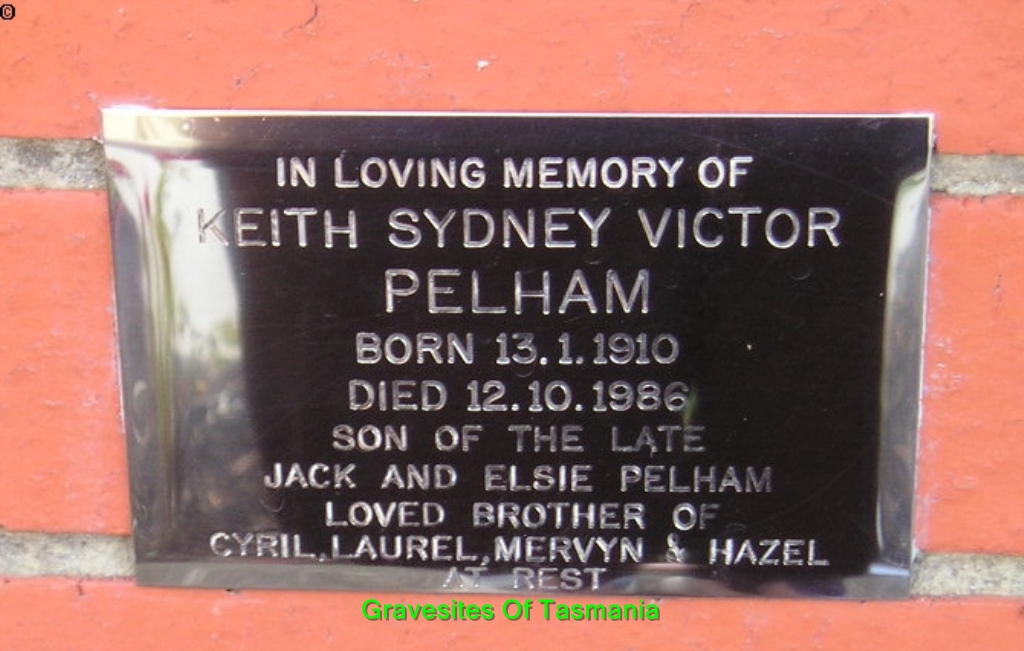 ©
IN LOVING MEMORY OF
KEITH SYDNEY VICTOR
PELHAM
BORN 13.1.1910
DIED 12.10.1986
SON OF THE LATE
JACK AND ELSIE PELHAM
LOVED BROTHER OF
CYRIL, LAUREL, MERVYN & HAZEL
AT REST
Gravesites Of Tasmania